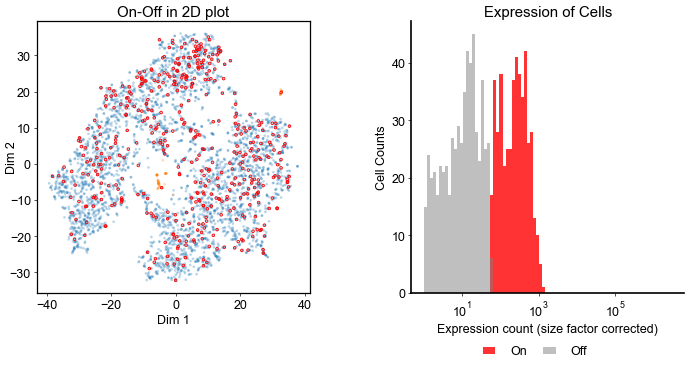 On-Off in 2D plot
Dim 2
30
20
10
0
−10
−20
−30
−40 −20 0 20 40
Dim 1
Expression of Cells
Cell Counts
40
30
20
10
0
10^1 10^3 10^5
Expression count (size factor corrected)
On Off